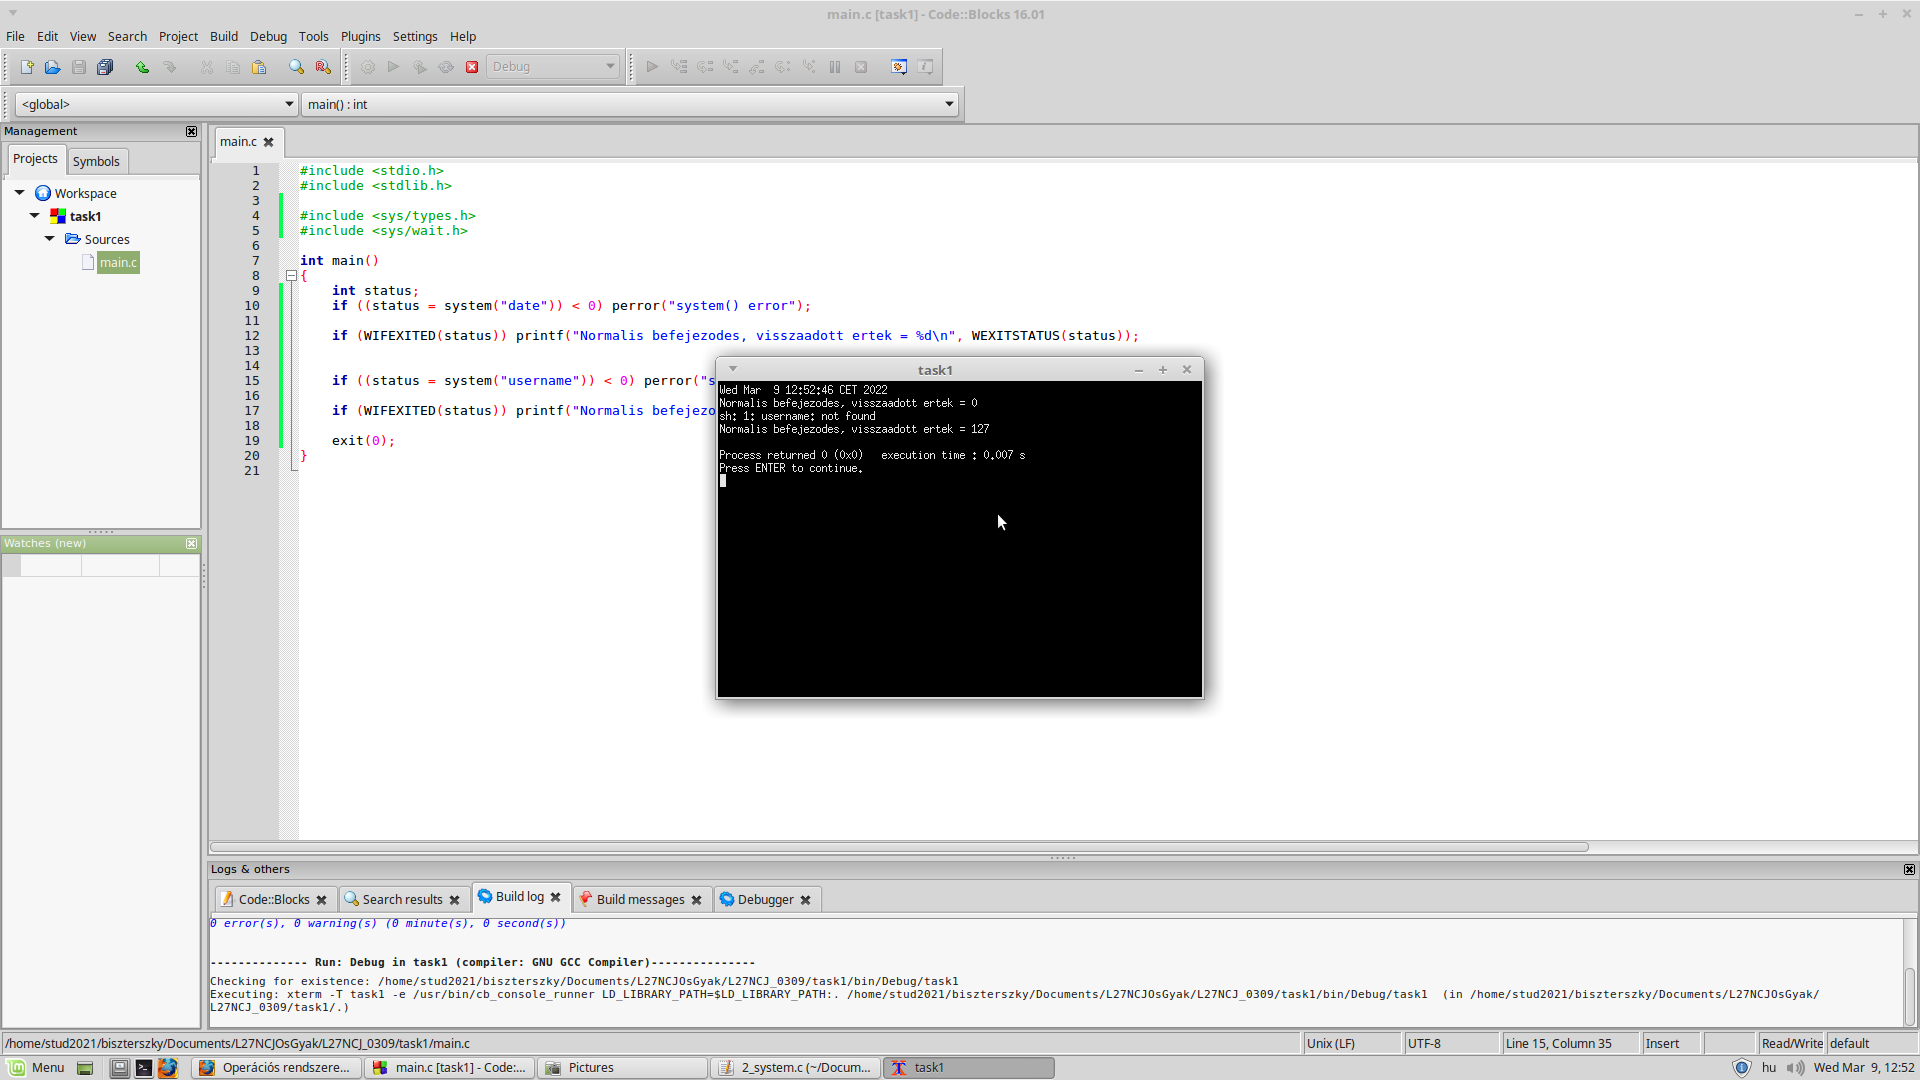 main.c [task1] - Code::Blocks 16.01
File Edit View Search Project Build Debug Tools Plugins Settings Help
Debug
<global> main() : int
Management
Projects Symbols
Workspace
task1
Sources
main.c
Watches (new)
main.c
1 #include <stdio.h>
2 #include <stdlib.h>
3
4 #include <sys/types.h>
5 #include <sys/wait.h>
6
7 int main()
8 {
9 int status;
10 if ((status = system("date")) < 0) perror("system() error");
11
12 if (WIFEXITED(status)) printf("Normalis befejezodes, visszaadott ertek = %d\n", WEXITSTATUS(status));
13
14
15 if ((status = system("username")) < 0) perror("s
16
17 if (WIFEXITED(status)) printf("Normalis befejezo
18
19 exit(0);
20 }
21
task1
Wed Mar  9 12:52:46 CET 2022
Normalis befejezodes, visszaadott ertek = 0
sh: 1: username: not found
Normalis befejezodes, visszaadott ertek = 127
Process returned 0 (0x0)   execution time : 0.007 s
Press ENTER to continue.
Logs & others
Code::Blocks Search results Build log Build messages Debugger
0 error(s), 0 warning(s) (0 minute(s), 0 second(s))
-------------- Run: Debug in task1 (compiler: GNU GCC Compiler)---------------
Checking for existence: /home/stud2021/biszterszky/Documents/L27NCJOsGyak/L27NCJ_0309/task1/bin/Debug/task1
Executing: xterm -T task1 -e /usr/bin/cb_console_runner LD_LIBRARY_PATH=$LD_LIBRARY_PATH:. /home/stud2021/biszterszky/Documents/L27NCJOsGyak/L27NCJ_0309/task1/bin/Debug/task1  (in /home/stud2021/biszterszky/Documents/L27NCJOsGyak/
L27NCJ_0309/task1/.)
/home/stud2021/biszterszky/Documents/L27NCJOsGyak/L27NCJ_0309/task1/main.c Unix (LF) UTF-8 Line 15, Column 35 Insert Read/Write default
Menu Operációs rendszere... main.c [task1] - Code:... Pictures 2_system.c (~/Docum... task1 hu Wed Mar 9, 12:52